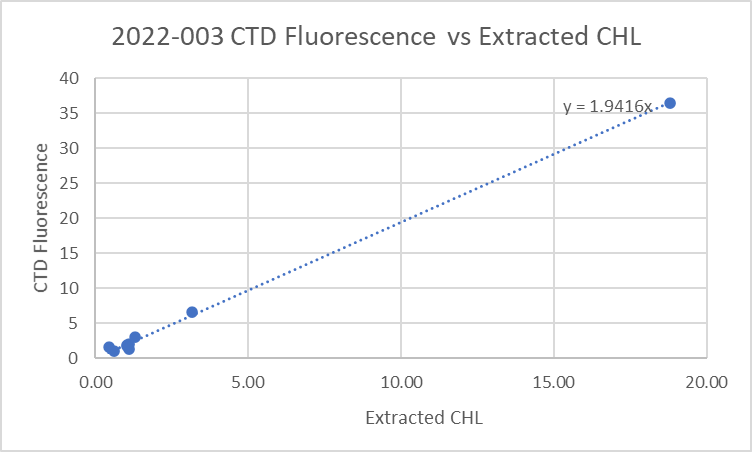 2022-003 CTD Fluorescence vs Extracted CHL
40
35
30
25
20
15
10
5
0
CTD Fluorescence
y = 1.9416x
0.00 5.00 10.00 15.00 20.00
Extracted CHL